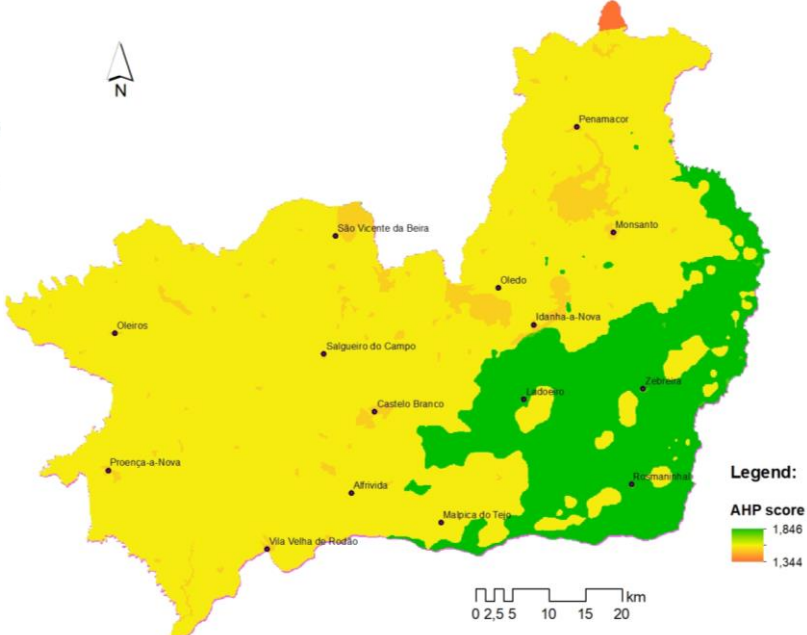 N
Penamacor
São Vicente da Beira
Monsanto
Oledo
Oleiros
Idanha-a-Nova
Salgueiro do Campo
Zebreira
Ladoeiro
Castelo Branco
Proença-a-Nova
Rosmaninhal
Alfrivida
Malpica do Tejo
Vila Velha de Rodão
Legend:
AHP score
1,846
1,344
km
0 2,5 5 10 15 20